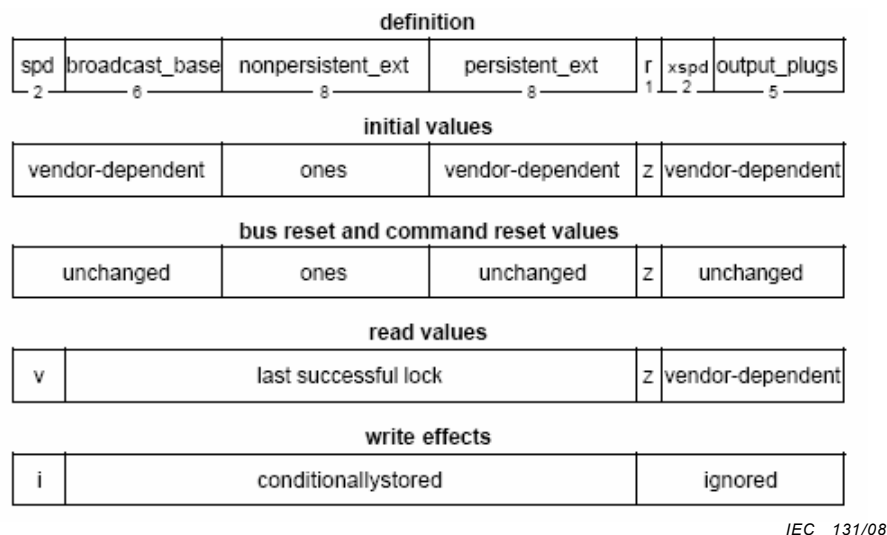 definition
spd broadcast_base nonpersistent_ext persistent_ext r xspd output_plugs
2 6 8 8 1 2 5
initial values
vendor-dependent ones vendor-dependent z vendor-dependent
bus reset and command reset values
unchanged ones unchanged z unchanged
read values
v last successful lock z vendor-dependent
write effects
i conditionallystored ignored
IEC 131/08